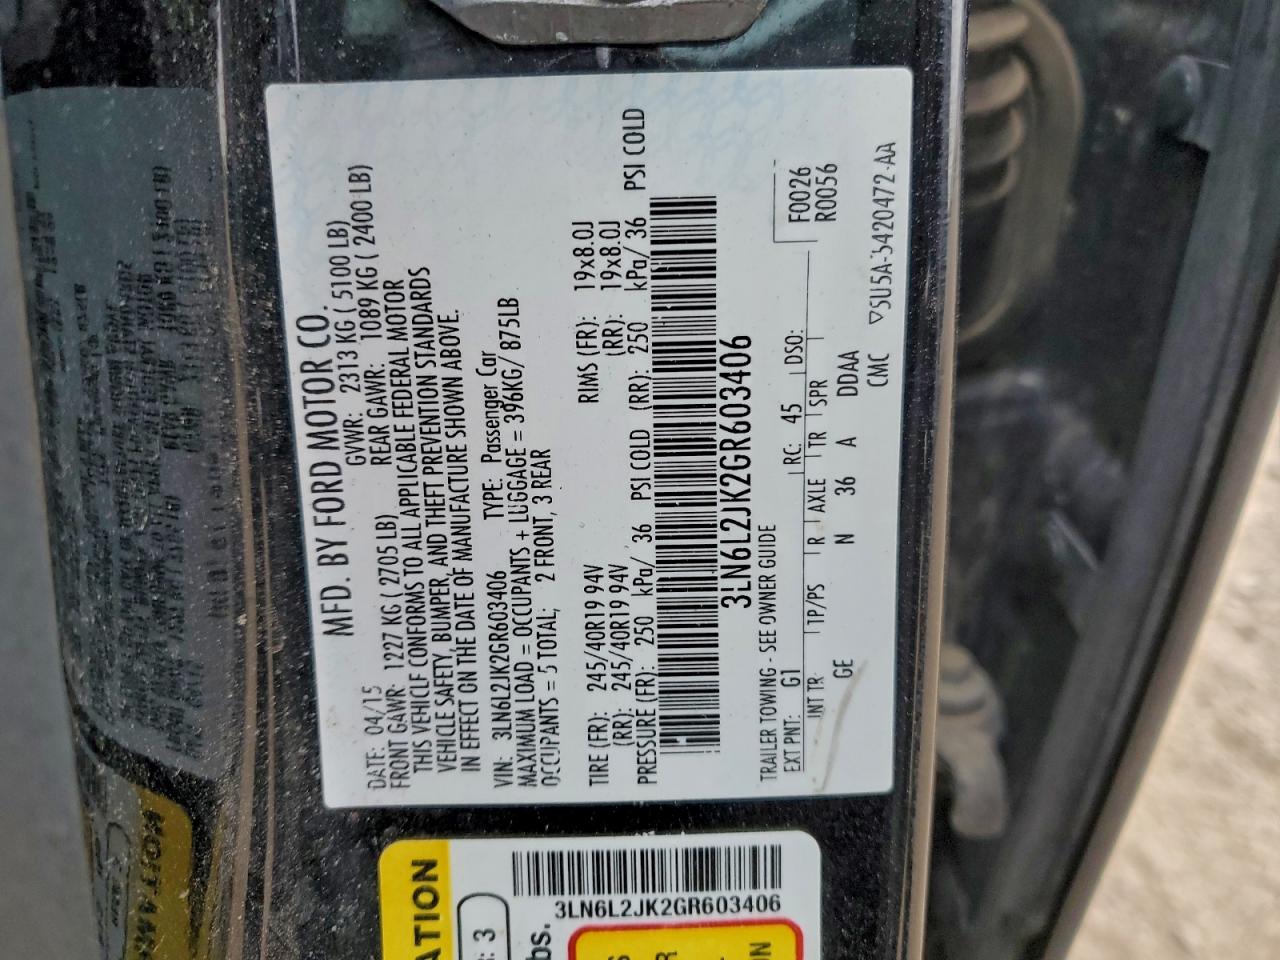 MFD. BY FORD MOTOR CO.
DATE: 04/15 GVWR: 2313 KG ( 5100 LB)
FRONT GAWR: 1227 KG ( 2705 LB) REAR GAWR: 1089 KG ( 2400 LB)
THIS VEHICLE CONFORMS TO ALL APPLICABLE FEDERAL MOTOR
VEHICLE SAFETY, BUMPER, AND THEFT PREVENTION STANDARDS
IN EFFECT ON THE DATE OF MANUFACTURE SHOWN ABOVE.
VIN: 3LN6L2JK2GR603406 TYPE: Passenger Car
MAXIMUM LOAD = OCCUPANTS + LUGGAGE = 396KG/ 875LB
OCCUPANTS = 5 TOTAL; 2 FRONT, 3 REAR
TIRE (FR): 245/40R19 94V RIMS (FR): 19x8.0J
(RR): 245/40R19 94V (RR): 19x8.0J
PRESSURE (FR): 250 kPa/ 36 PSI COLD (RR): 250 kPa/ 36 PSI COLD
3LN6L2JK2GR603406
TRAILER TOWING - SEE OWNER GUIDE
F0026
EXT PNT: G1 RC: 45 DSO: R0056
INT TR: TP/PS R AXLE TR SPR
GE N 36 A DDAA
CMC 5U5A-5420472-AA
ATION
: 3
3LN6L2JK2GR603406
bs.